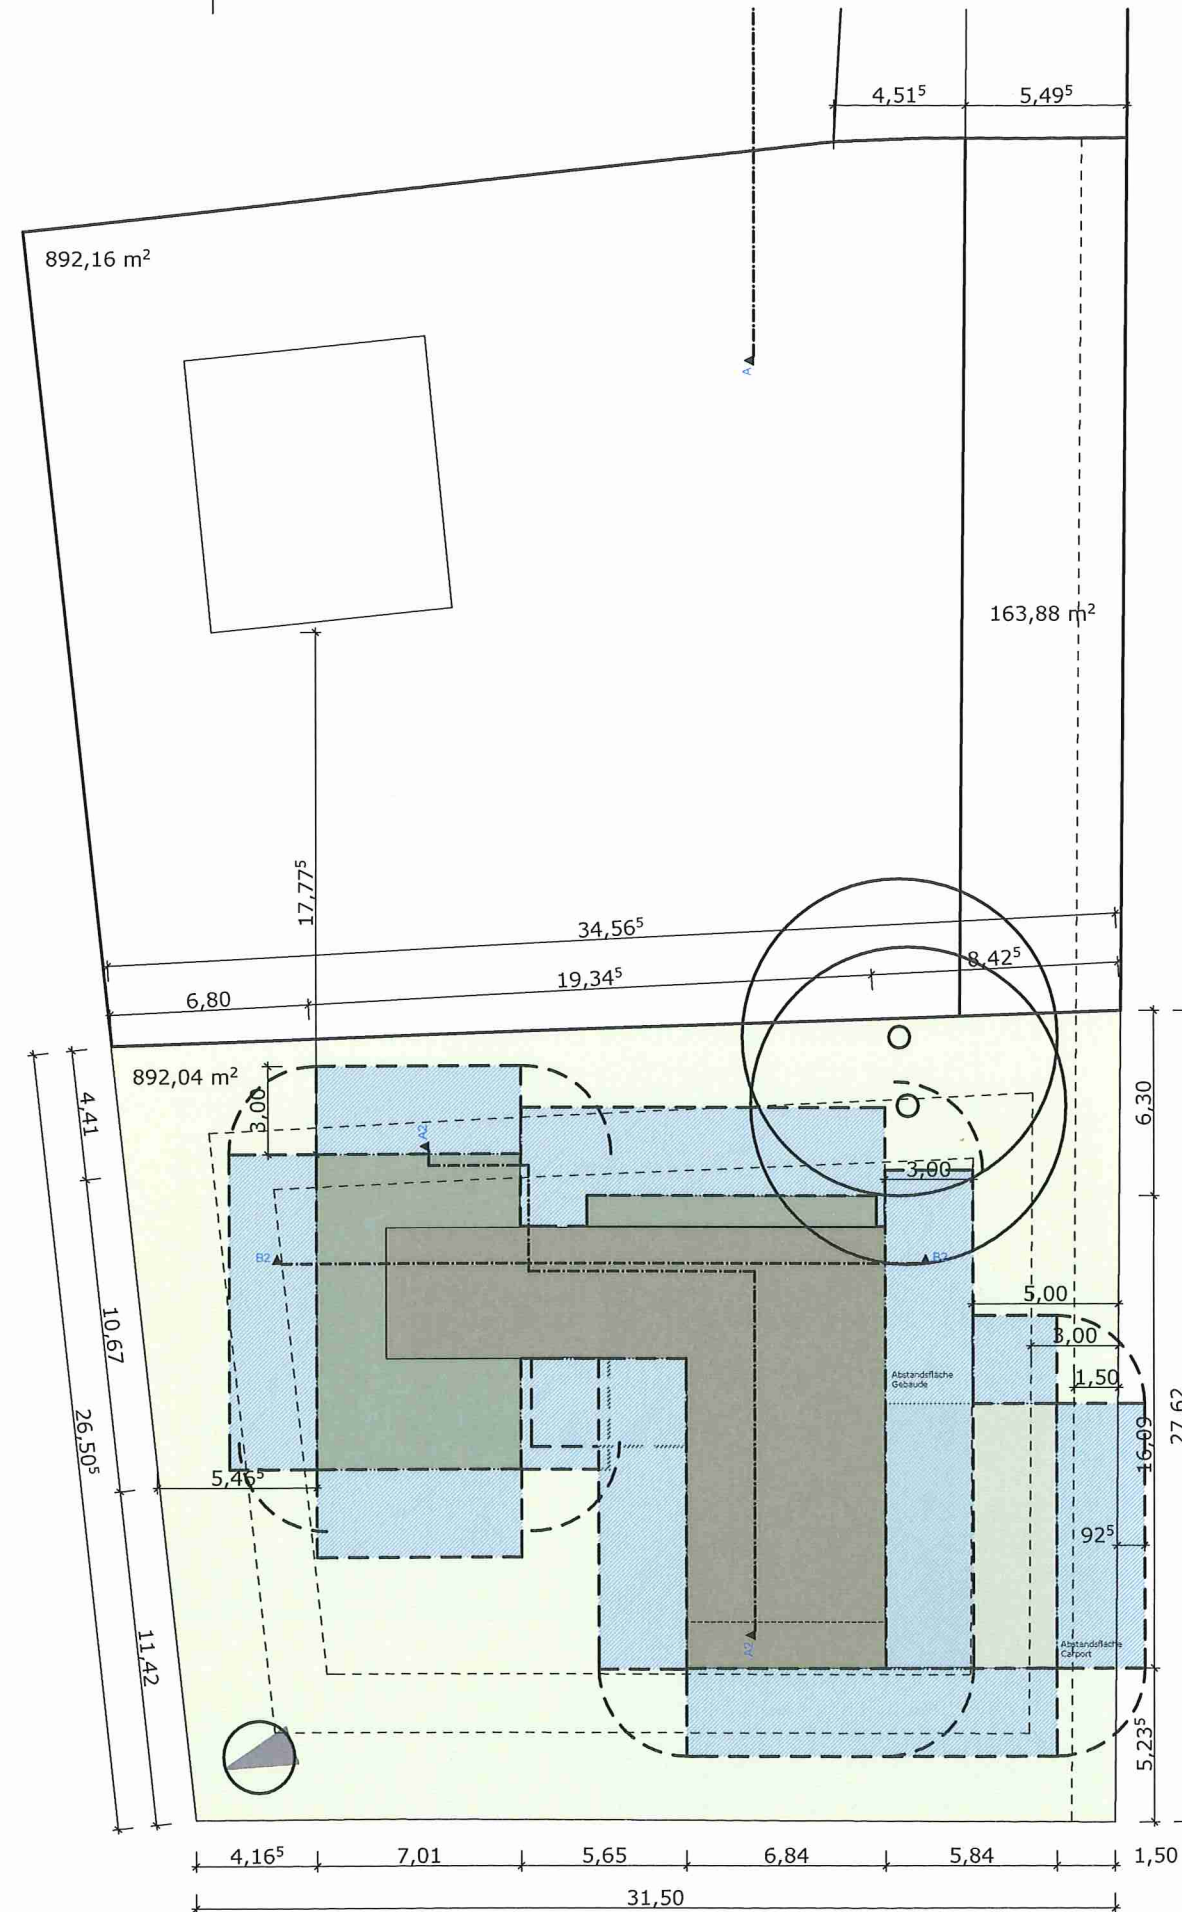 4,51⁵
5,49⁵
892,16 m²
A
163,88 m²
17,77⁵
34,56⁵
8,42⁵
19,34⁵
6,80
892,04 m²
4,41
3,00
6,30
A2
3,00
B2
B2
5,00
10,67
3,00
Abstandsfläche
Gebäude
1,50
27,62
26,50⁵
16,09
5,46⁵
92⁵
11,42
A2
Abstandsfläche
Carport
5,23⁵
4,16⁵
7,01
5,65
6,84
5,84
1,50
31,50